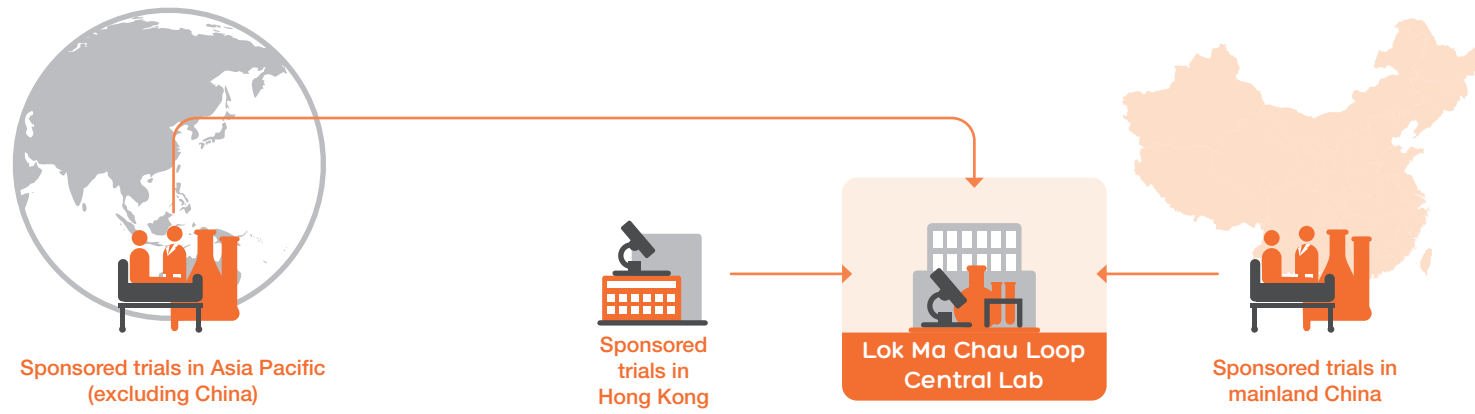 Sponsored trials in Asia Pacific
(excluding China)
Sponsored
trials in
Hong Kong
Lok Ma Chau Loop
Central Lab
Sponsored trials in
mainland China